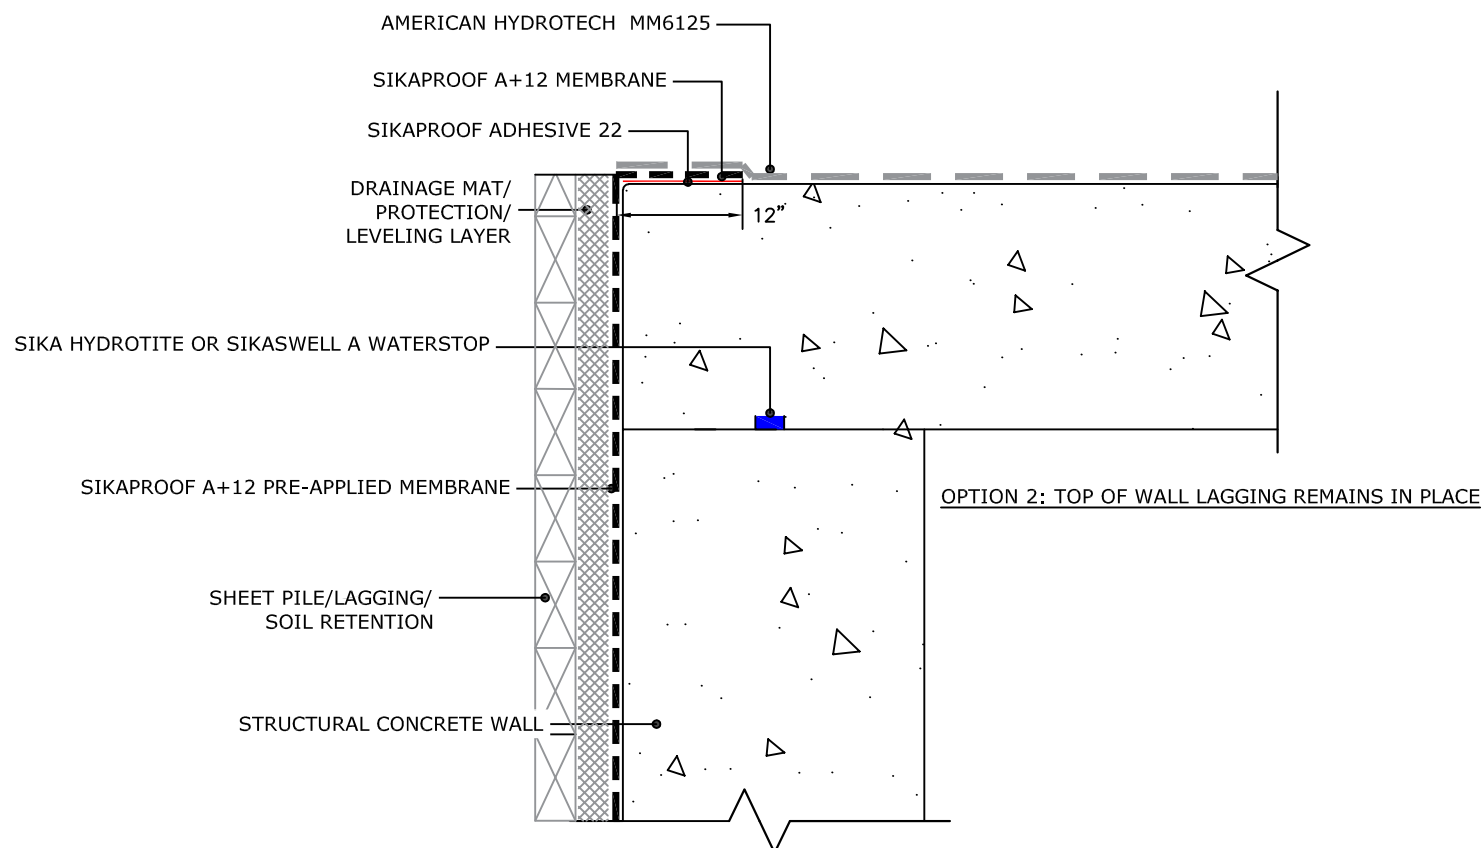 AMERICAN HYDROTECH MM6125
SIKAPROOF A+12 MEMBRANE
SIKAPROOF ADHESIVE 22
DRAINAGE MAT/
PROTECTION/
LEVELING LAYER
12"
SIKA HYDROTITE OR SIKASWELL A WATERSTOP
SIKAPROOF A+12 PRE-APPLIED MEMBRANE
OPTION 2: TOP OF WALL LAGGING REMAINS IN PLACE
SHEET PILE/LAGGING/
SOIL RETENTION
STRUCTURAL CONCRETE WALL